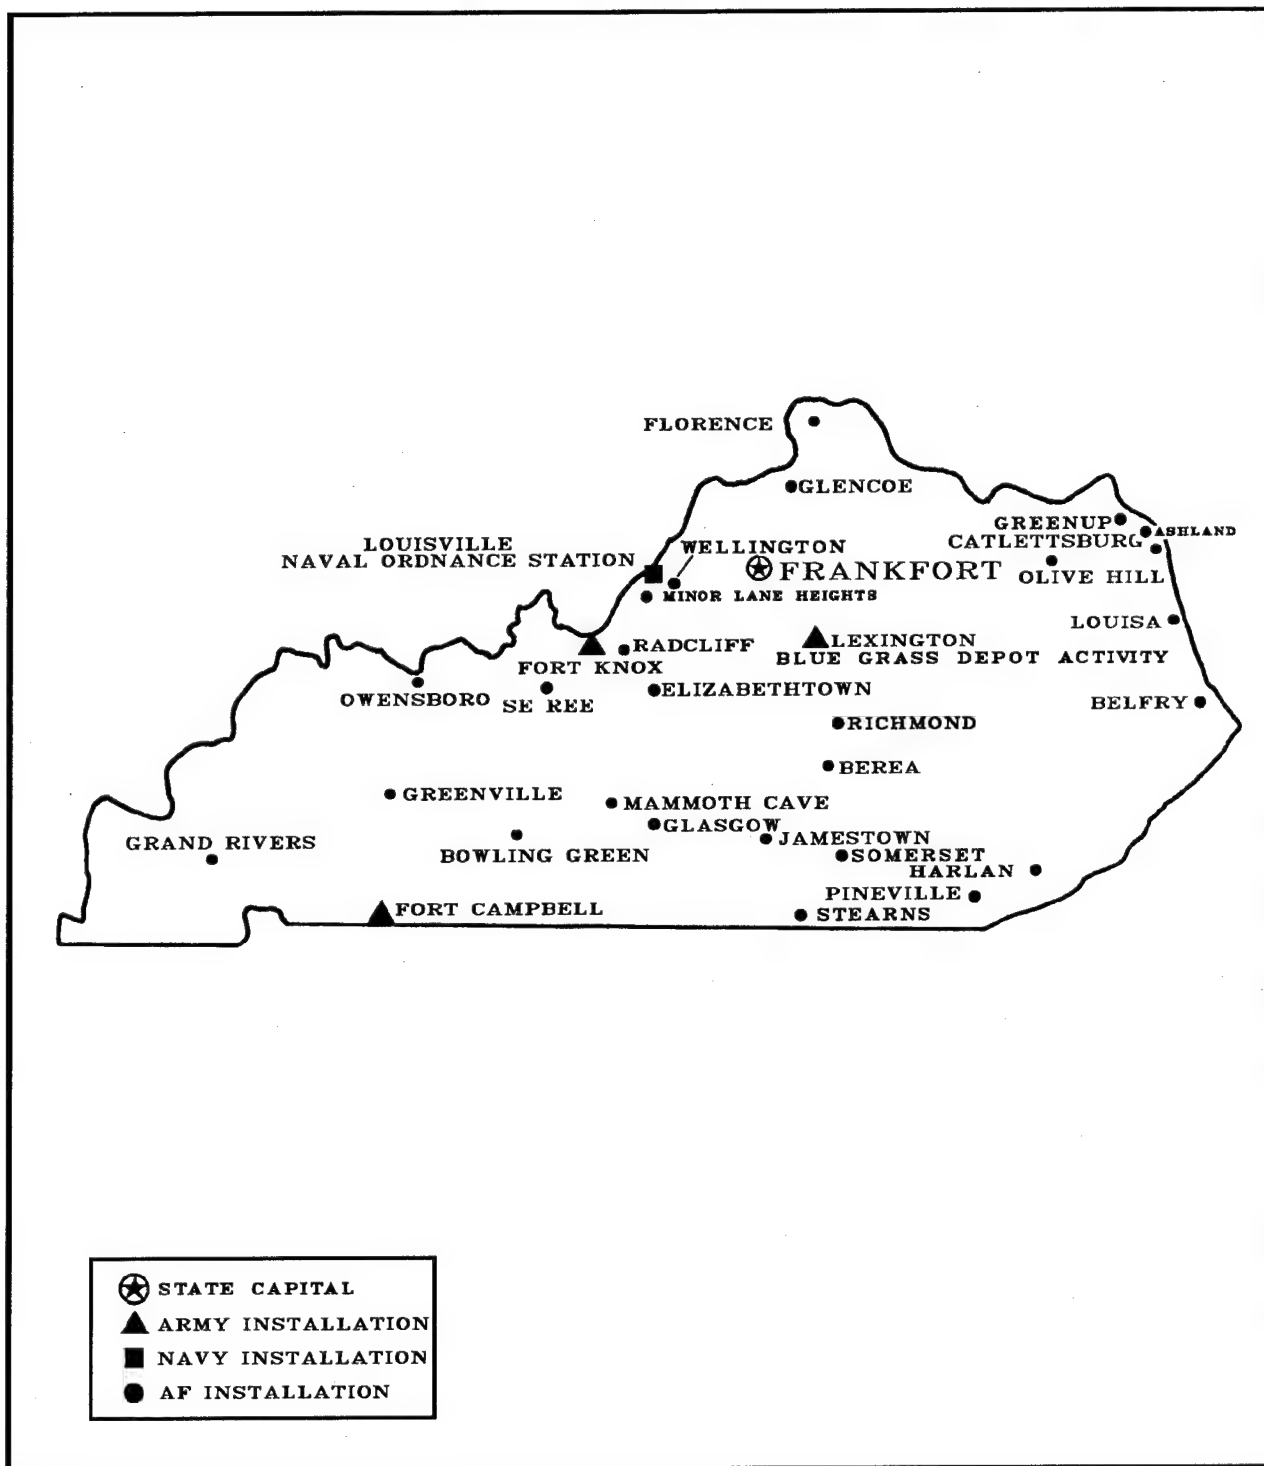 FLORENCE
GLENCOE
GREENUP
ASHLAND
CATLETTSBURG
LOUISVILLE
NAVAL ORDNANCE STATION
WELLINGTON
FRANKFORT
OLIVE HILL
MINOR LANE HEIGHTS
LOUISA
RADCLIFF
LEXINGTON
BLUE GRASS DEPOT ACTIVITY
FORT KNOX
OWENSBORO
SE REE
ELIZABETHTOWN
BELFRY
RICHMOND
BEREA
GREENVILLE
MAMMOTH CAVE
GLASGOW
GRAND RIVERS
BOWLING GREEN
JAMESTOWN
SOMERSET
HARLAN
PINEVILLE
FORT CAMPBELL
STEARNS
STATE CAPITAL
ARMY INSTALLATION
NAVY INSTALLATION
AF INSTALLATION